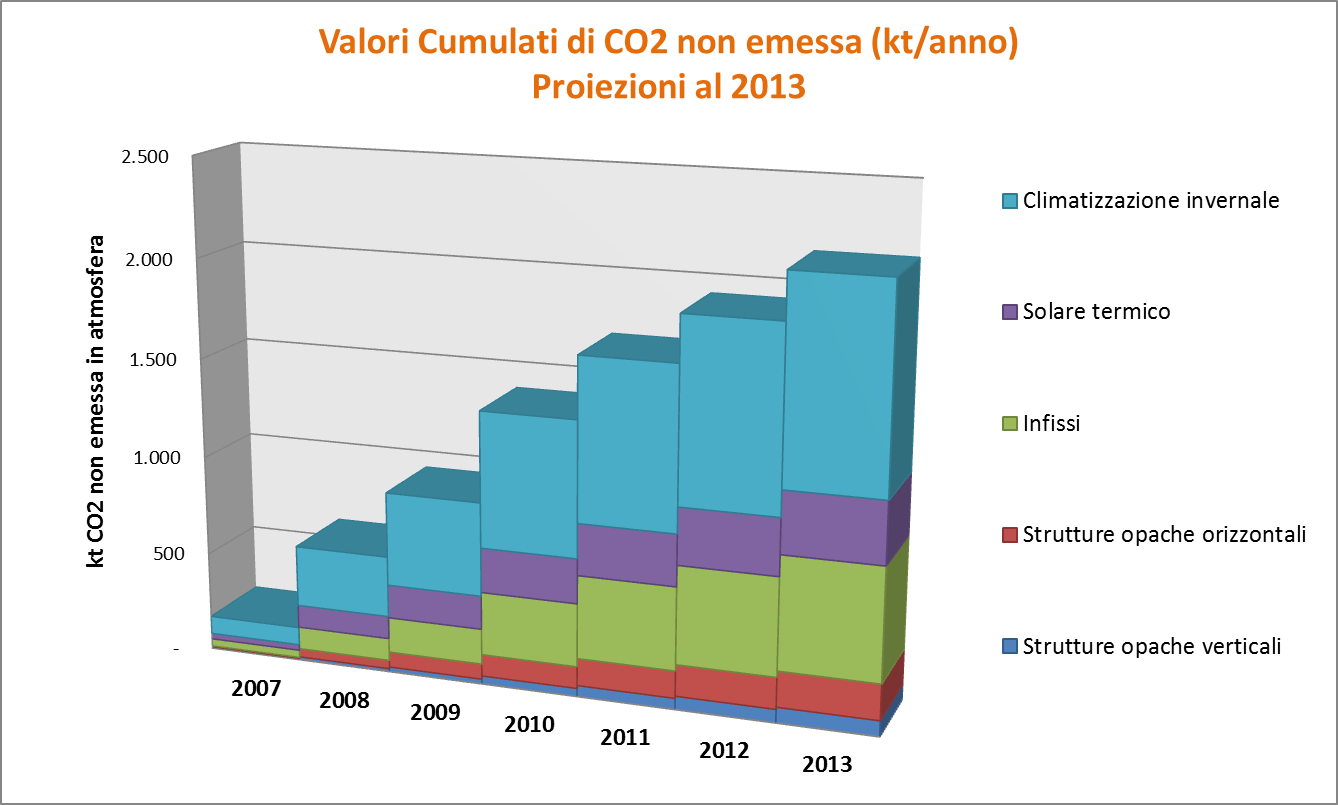 Valori Cumulati di CO2 non emessa (kt/anno)
Proiezioni al 2013
kt CO2 non emessa in atmosfera
2.500
2.000
1.500
1.000
500
-
2007
2008
2009
2010
2011
2012
2013
Climatizzazione invernale
Solare termico
Infissi
Strutture opache orizzontali
Strutture opache verticali